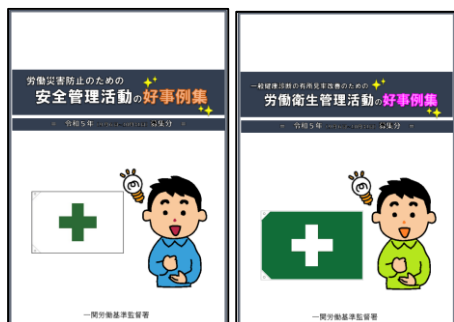 労働災害防止のための
安全管理活動の好事例集
令和5年
募集分
一関労働基準監督署
一般健康診断の有所見率改善のための
労働衛生管理活動の好事例集
令和5年
募集分
一関労働基準監督署